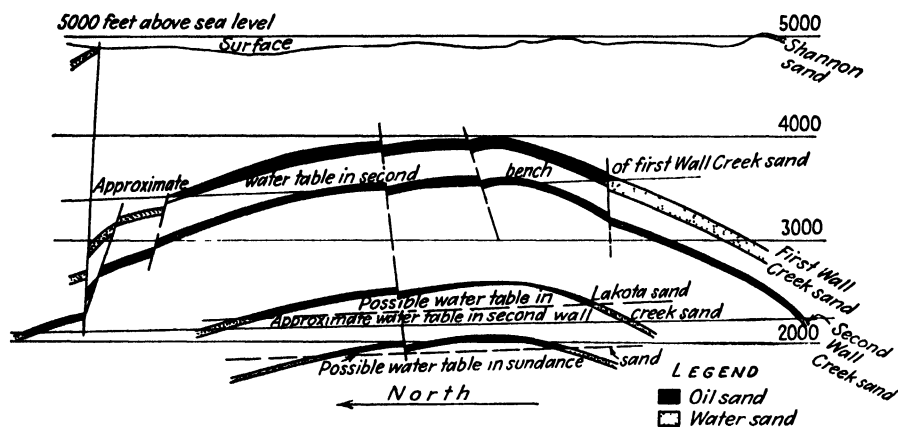 5000 feet above sea level
5000
Surface
Shannon
sand
4000
Approximate water table in second bench of first Wall Creek sand
3000
First Wall
Creek sand
Possible water table in Lakota sand
Approximate water table in second wall creek sand
2000
Second
Wall
Creek sand
Possible water table in sundance sand
North
LEGEND
Oil sand
Water sand